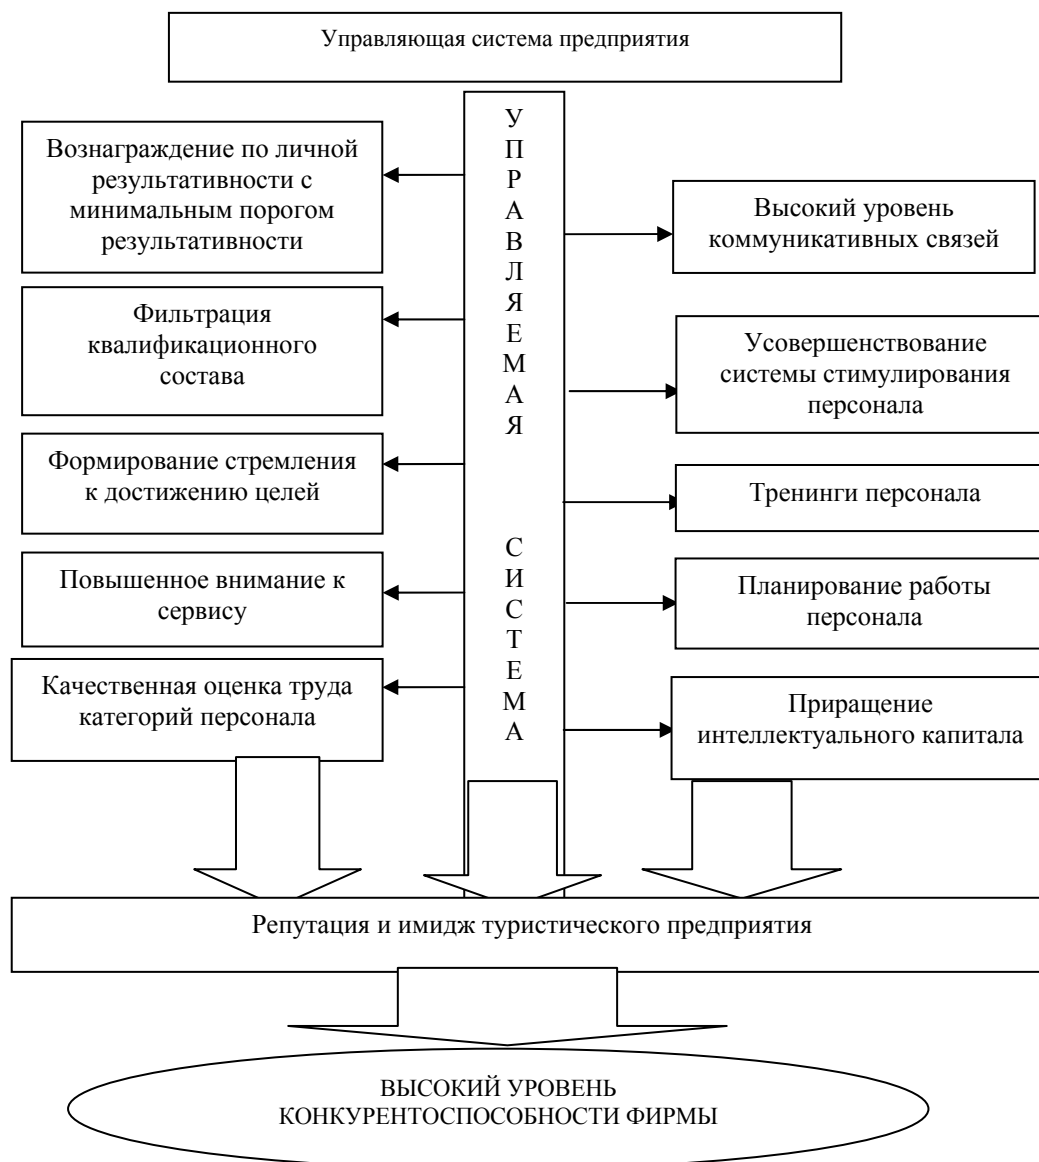 Управляющая система предприятия
УПРАВЛЯЕМАЯ СИСТЕМА
Вознаграждение по личной
результативности с
минимальным порогом
результативности
Фильтрация
квалификационного
состава
Формирование стремления
к достижению целей
Повышенное внимание к
сервису
Качественная оценка труда
категорий персонала
Высокий уровень
коммуникативных связей
Усовершенствование
системы стимулирования
персонала
Тренинги персонала
Планирование работы
персонала
Приращение
интеллектуального капитала
Репутация и имидж туристического предприятия
ВЫСОКИЙ УРОВЕНЬ
КОНКУРЕНТОСПОСОБНОСТИ ФИРМЫ